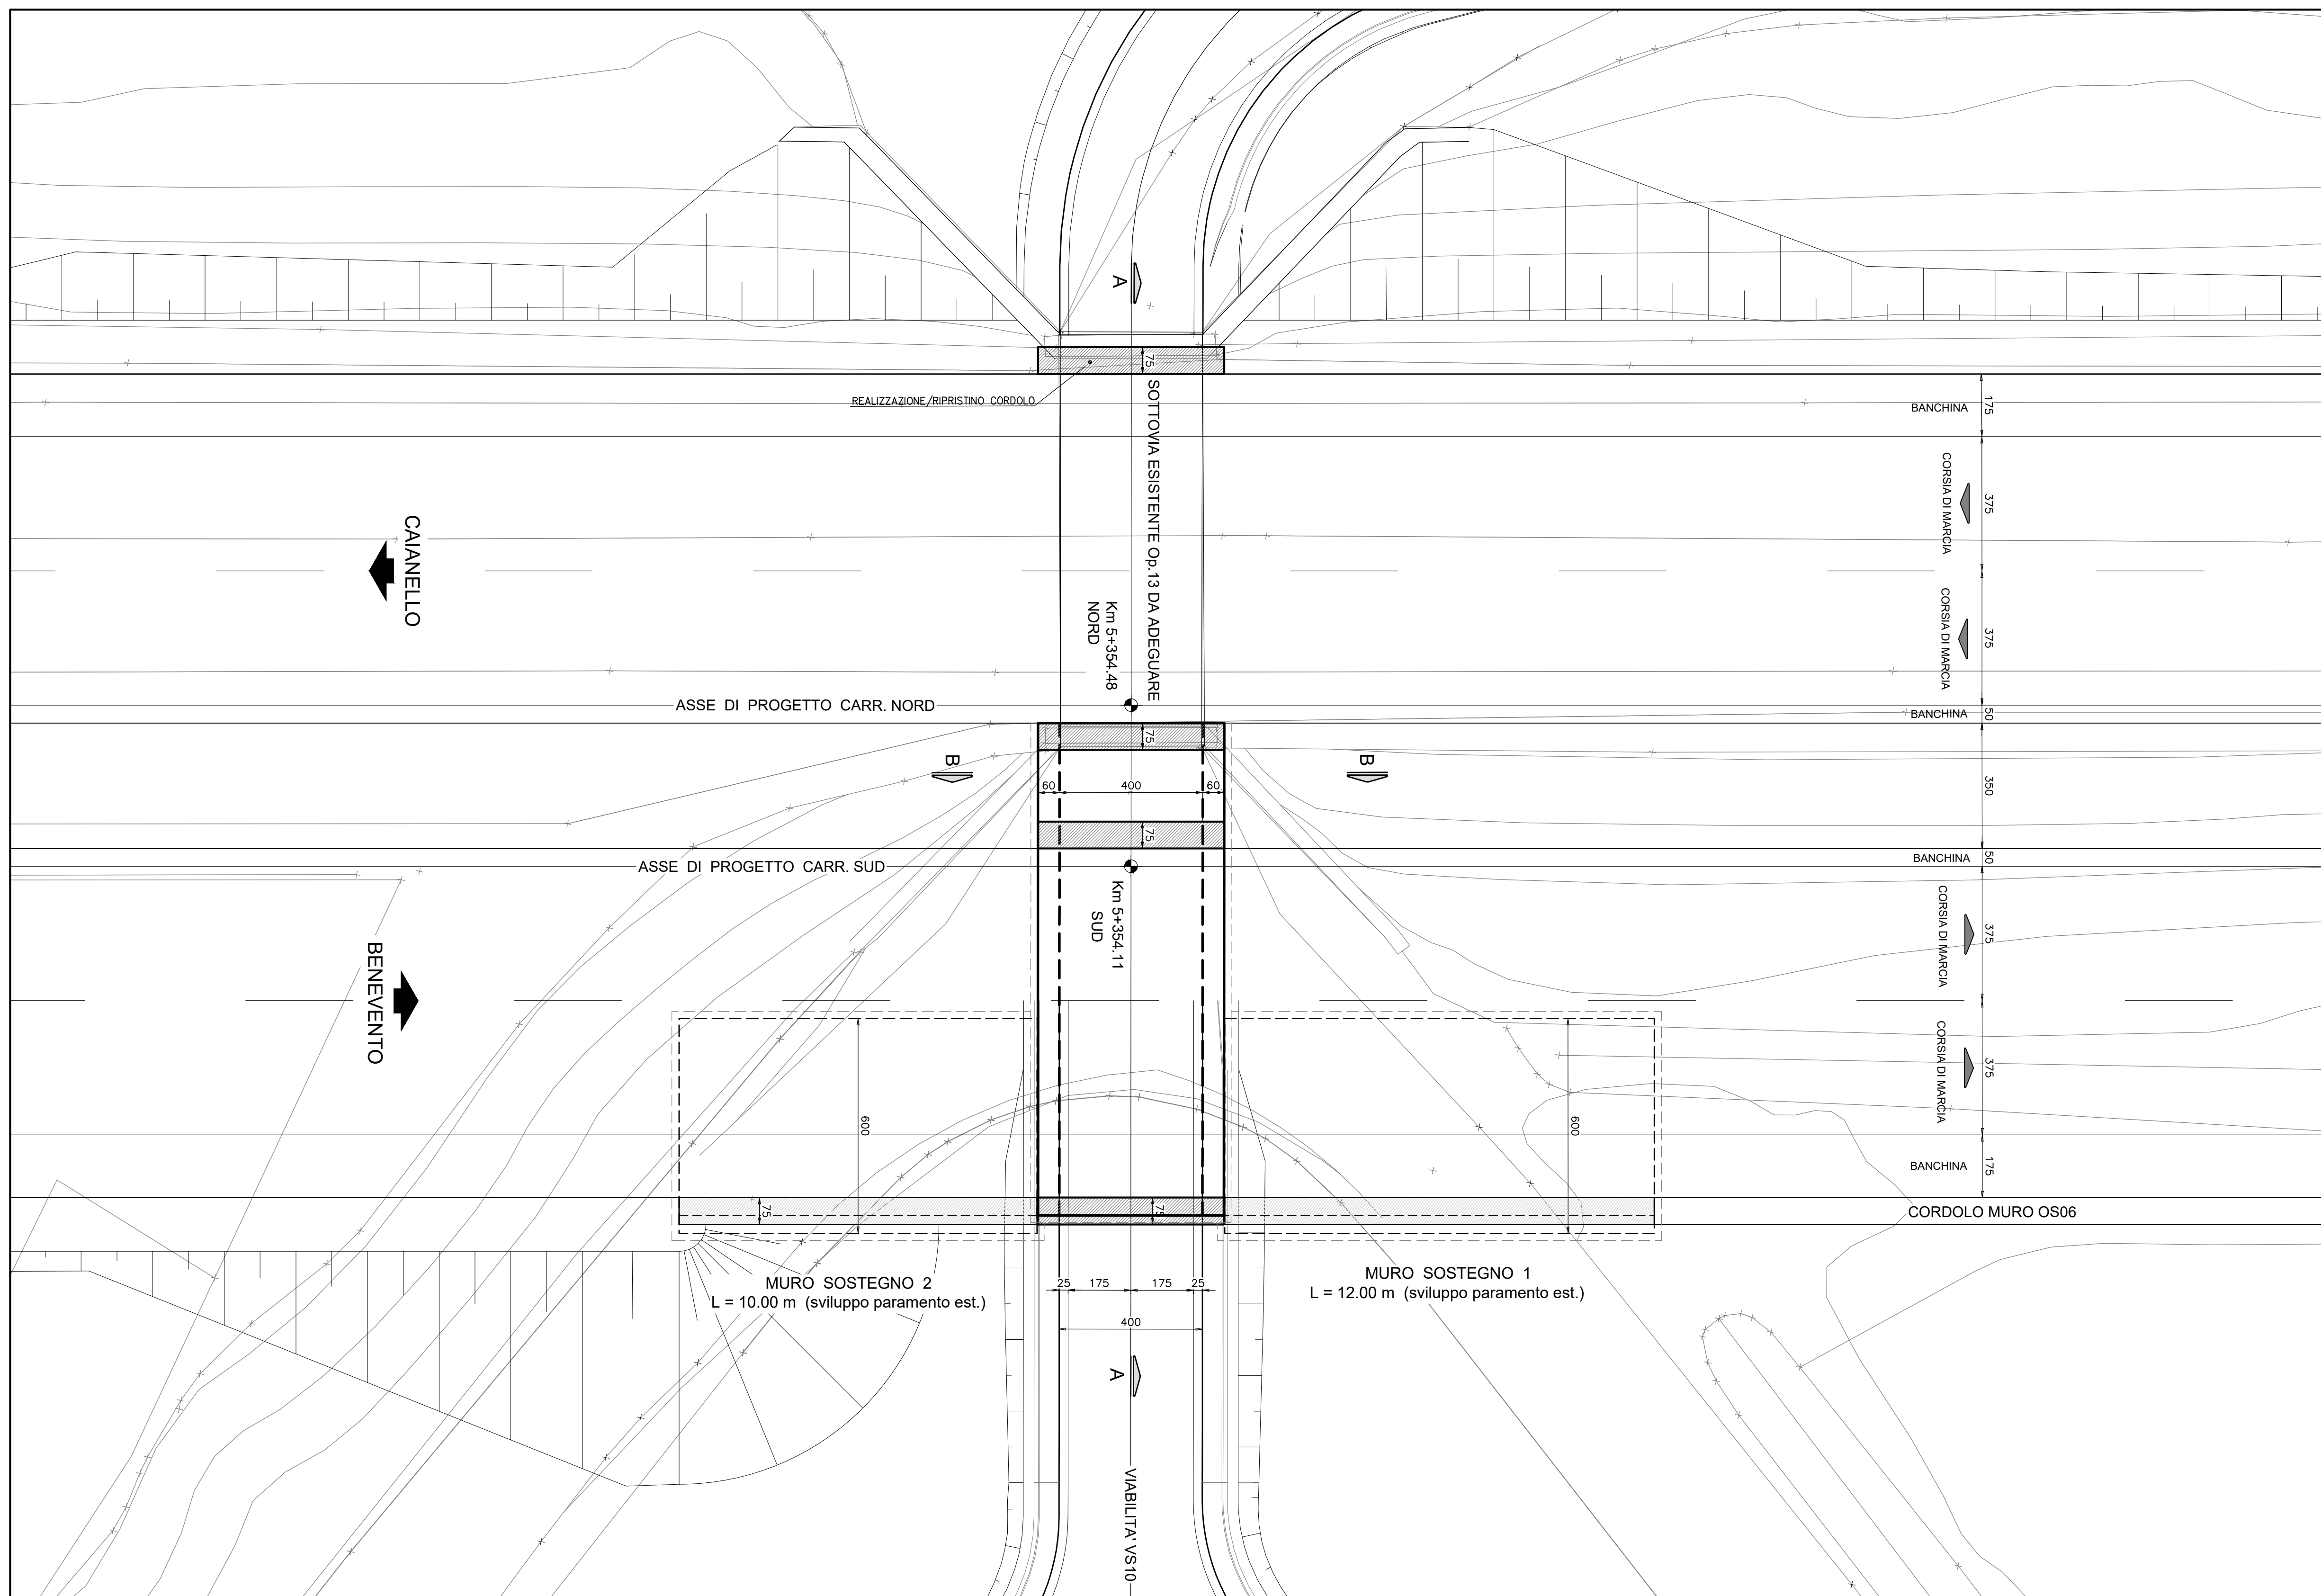 A
75
REALIZZAZIONE/RIPRISTINO CORDOLO
SOTTOVIA ESISTENTE Op.13 DA ADEGUARE
BANCHINA
175
CORSIA DI MARCIA
375
CAIANELLO
Km 5+354.48
NORD
CORSIA DI MARCIA
375
ASSE DI PROGETTO CARR. NORD
BANCHINA
50
75
B
B
60
400
60
350
75
ASSE DI PROGETTO CARR. SUD
BANCHINA
50
Km 5+354.11
SUD
CORSIA DI MARCIA
375
BENEVENTO
600
600
CORSIA DI MARCIA
375
BANCHINA
175
75
75
CORDOLO MURO OS06
MURO SOSTEGNO 2
L = 10.00 m (sviluppo paramento est.)
25
175
175
25
MURO SOSTEGNO 1
L = 12.00 m (sviluppo paramento est.)
400
A
VIABILITA' VS10